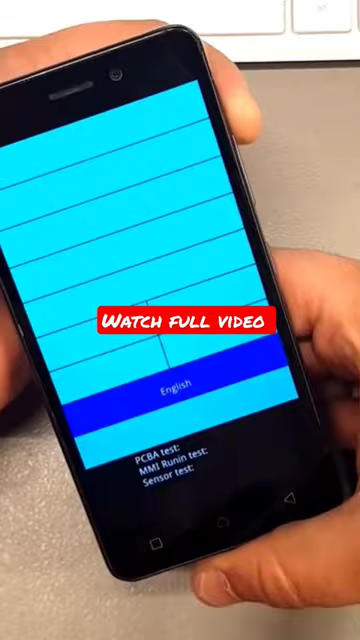 WATCH FULL VIDEO
English
PCBA test:
MMI Runin test:
Sensor test: